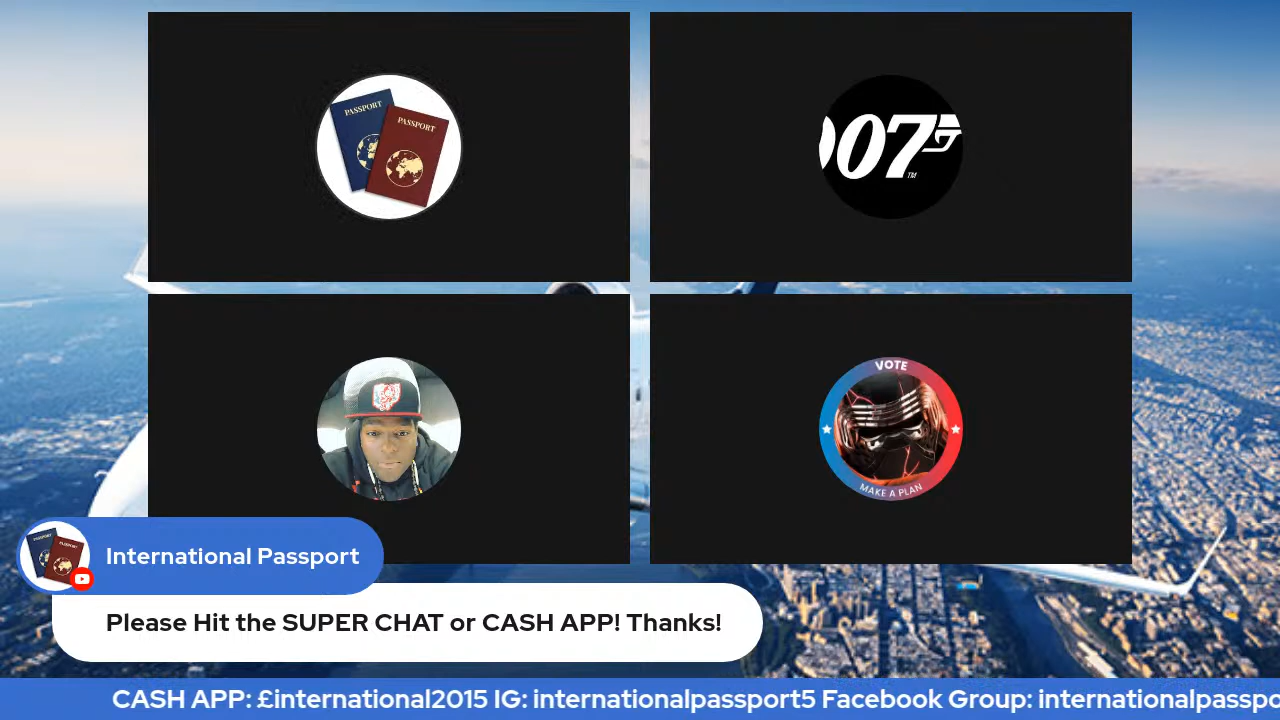 PASSPORT
PASSPORT
007
TM
VOTE
MAKE A PLAN
International Passport
Please Hit the SUPER CHAT or CASH APP! Thanks!
CASH APP: £international2015 IG: internationalpassport5 Facebook Group: internationalpasspo